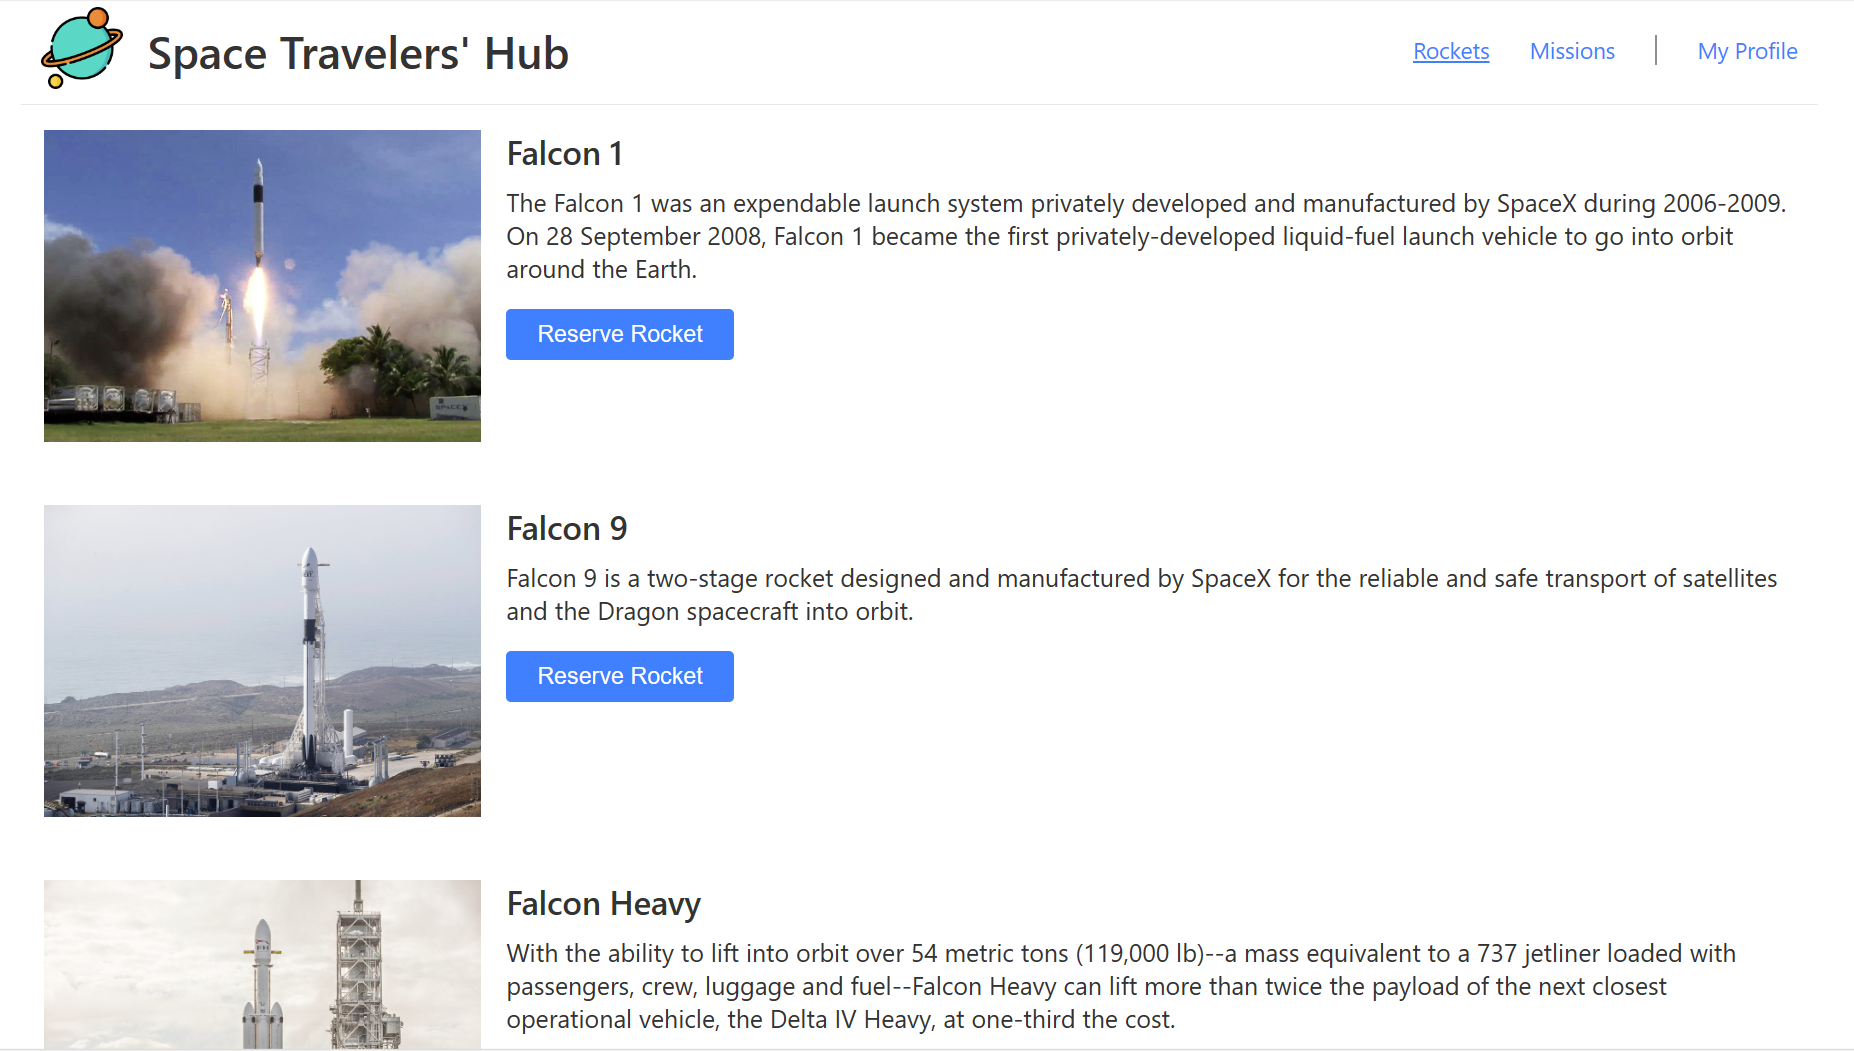 Space Travelers' Hub
Rockets
Missions
My Profile
Falcon 1
The Falcon 1 was an expendable launch system privately developed and manufactured by SpaceX during 2006-2009.
On 28 September 2008, Falcon 1 became the first privately-developed liquid-fuel launch vehicle to go into orbit
around the Earth.
Reserve Rocket
SPACEX
Falcon 9
Falcon 9 is a two-stage rocket designed and manufactured by SpaceX for the reliable and safe transport of satellites
and the Dragon spacecraft into orbit.
Reserve Rocket
Falcon Heavy
With the ability to lift into orbit over 54 metric tons (119,000 lb)--a mass equivalent to a 737 jetliner loaded with
passengers, crew, luggage and fuel--Falcon Heavy can lift more than twice the payload of the next closest
operational vehicle, the Delta IV Heavy, at one-third the cost.